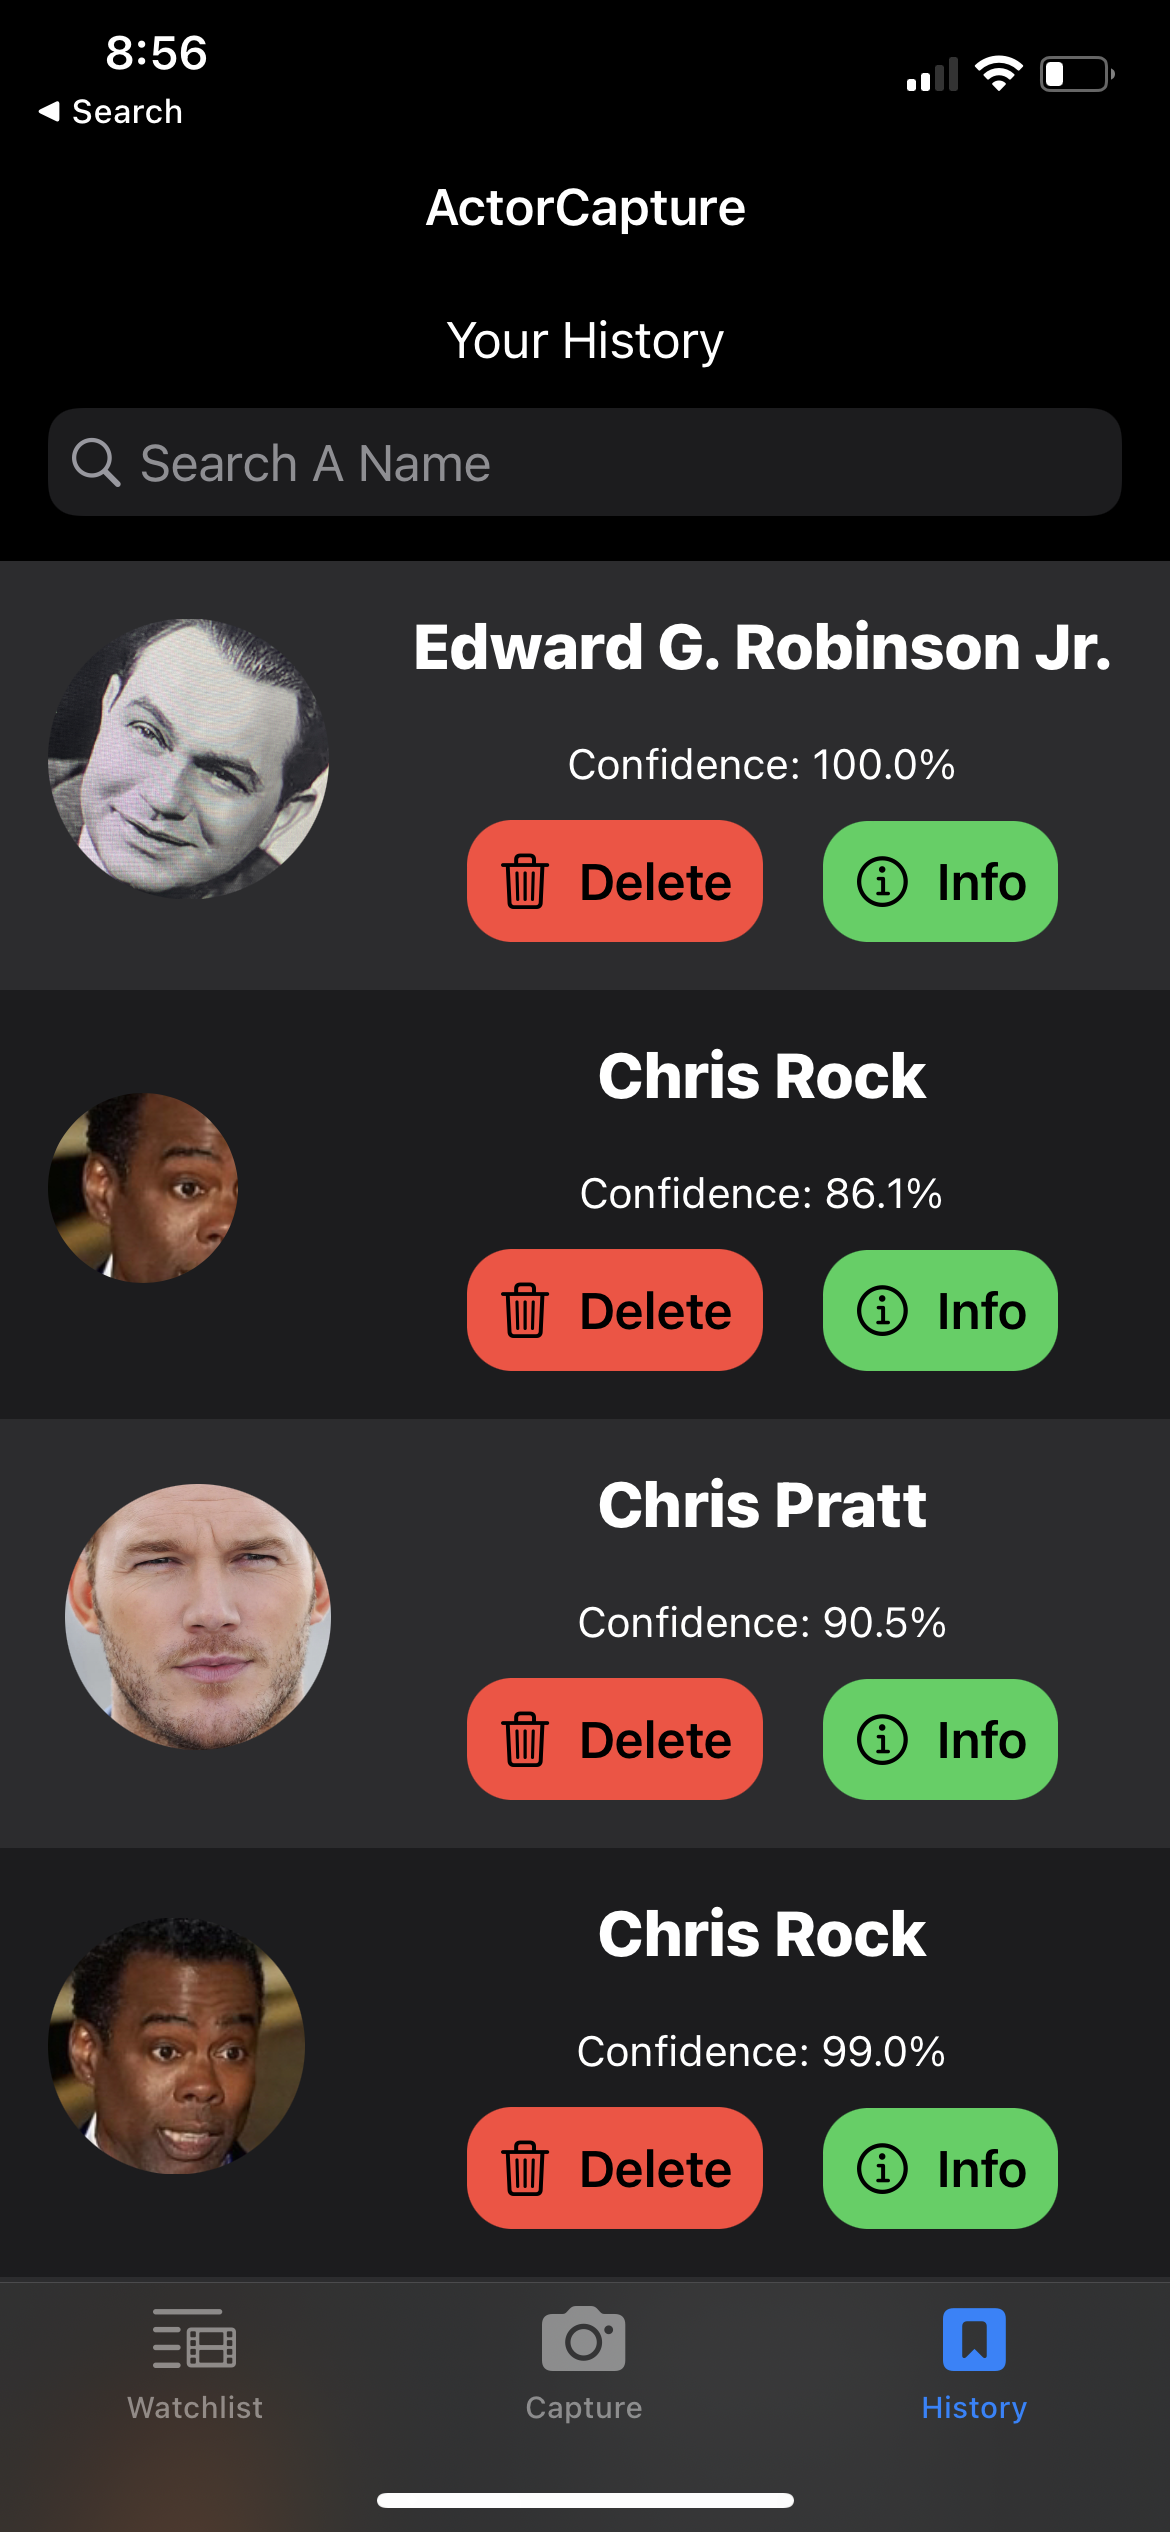 8:56
Search
ActorCapture
Your History
Search A Name
Edward G. Robinson Jr.
Confidence: 100.0%
Delete
Info
Chris Rock
Confidence: 86.1%
Delete
Info
Chris Pratt
Confidence: 90.5%
Delete
Info
Chris Rock
Confidence: 99.0%
Delete
Info
Watchlist
Capture
History